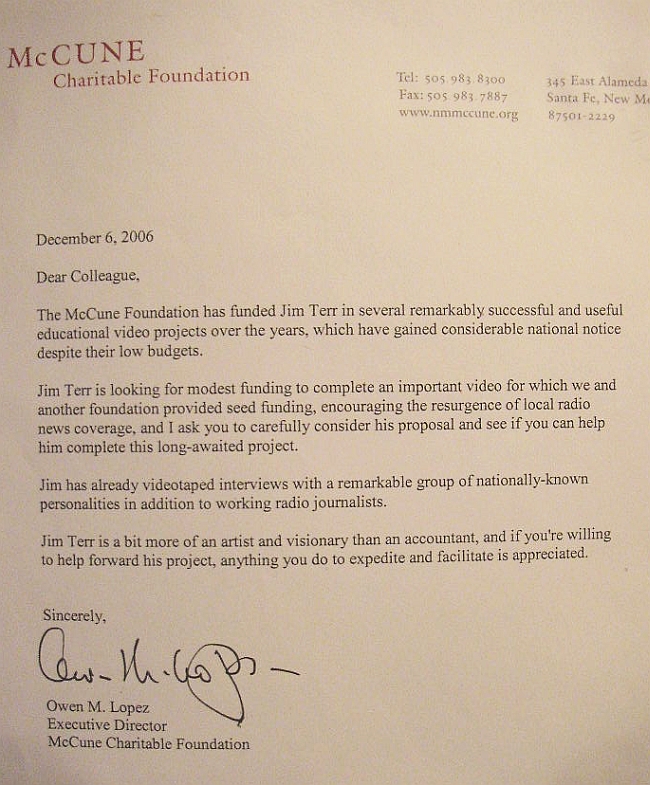 McCUNE
Charitable Foundation
Tel: 505 983 8300
Fax: 505 983 7887
www.nmmccune.org
345 East Alameda
Santa Fe, New
87501-2229
December 6, 2006
Dear Colleague,
The McCune Foundation has funded Jim Terr in several remarkably successful and useful
educational video projects over the years, which have gained considerable national notice
despite their low budgets.
Jim Terr is looking for modest funding to complete an important video for which we and
another foundation provided seed funding, encouraging the resurgence of local radio
news coverage, and I ask you to carefully consider his proposal and see if you can help
him complete this long-awaited project.
Jim has already videotaped interviews with a remarkable group of nationally-known
personalities in addition to working radio journalists.
Jim Terr is a bit more of an artist and visionary than an accountant, and if you're willing
to help forward his project, anything you do to expedite and facilitate is appreciated.
Sincerely,
Owen M. Lopez
Owen M. Lopez
Executive Director
McCune Charitable Foundation